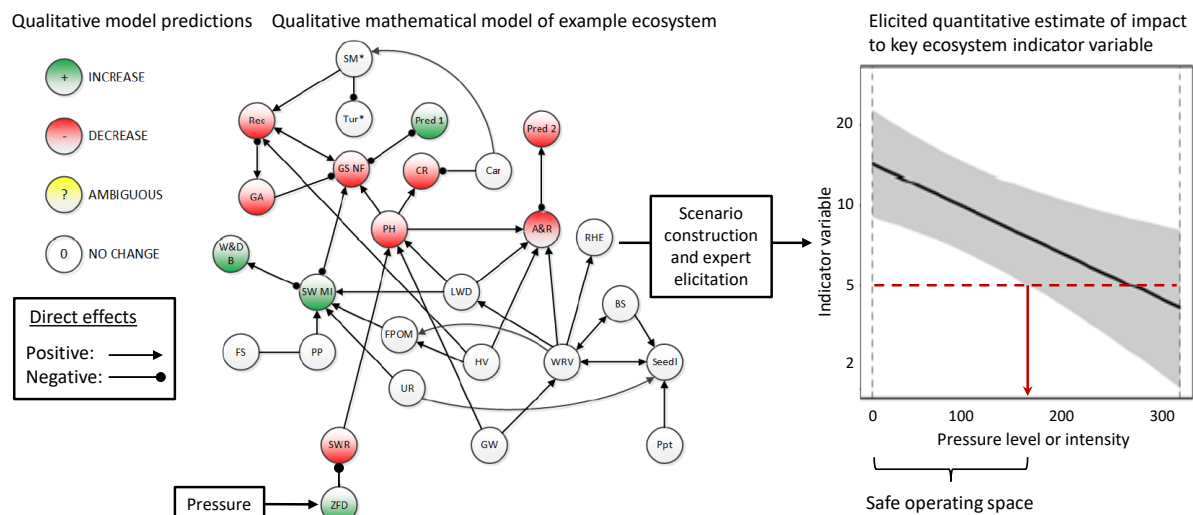 Qualitative model predictions
Qualitative mathematical model of example ecosystem
Elicited quantitative estimate of impact
to key ecosystem indicator variable
+ INCREASE
- DECREASE
? AMBIGUOUS
0 NO CHANGE
Direct effects
Positive:
Negative:
SM*
Tur*
Rec
Pred 1
Pred 2
GS NF
CR
Car
GA
PH
A&R
RHE
W&D
B
SW MI
LWD
BS
FPOM
FS
PP
HV
WRV
Seedl
UR
SWR
GW
Ppt
Pressure
ZFD
Scenario
construction
and expert
elicitation
Indicator variable
20
10
5
2
0
100
200
300
Pressure level or intensity
Safe operating space